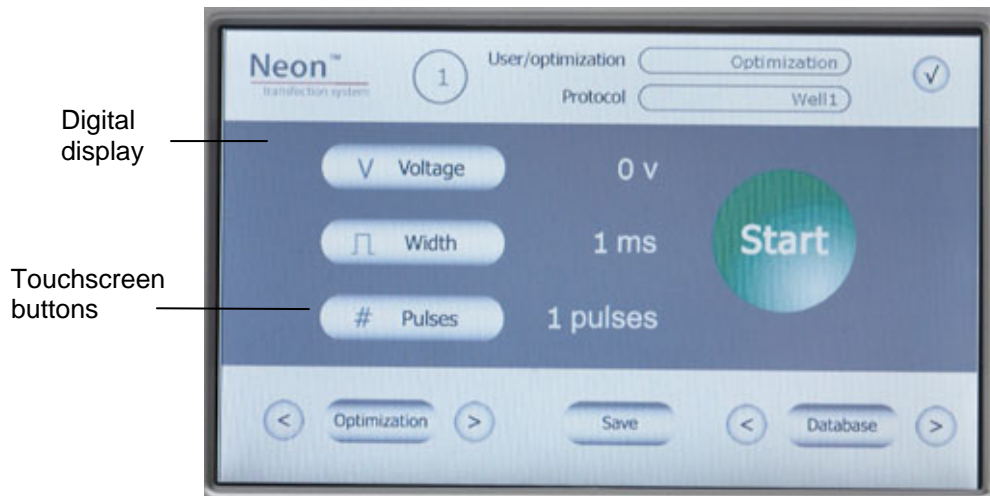 Neon™
transfection system
1
User/optimization
Optimization
Protocol
Well1
√
Digital
display
V Voltage
0 v
Width
1 ms
Start
Touchscreen
buttons
# Pulses
1 pulses
<
Optimization
>
Save
<
Database
>